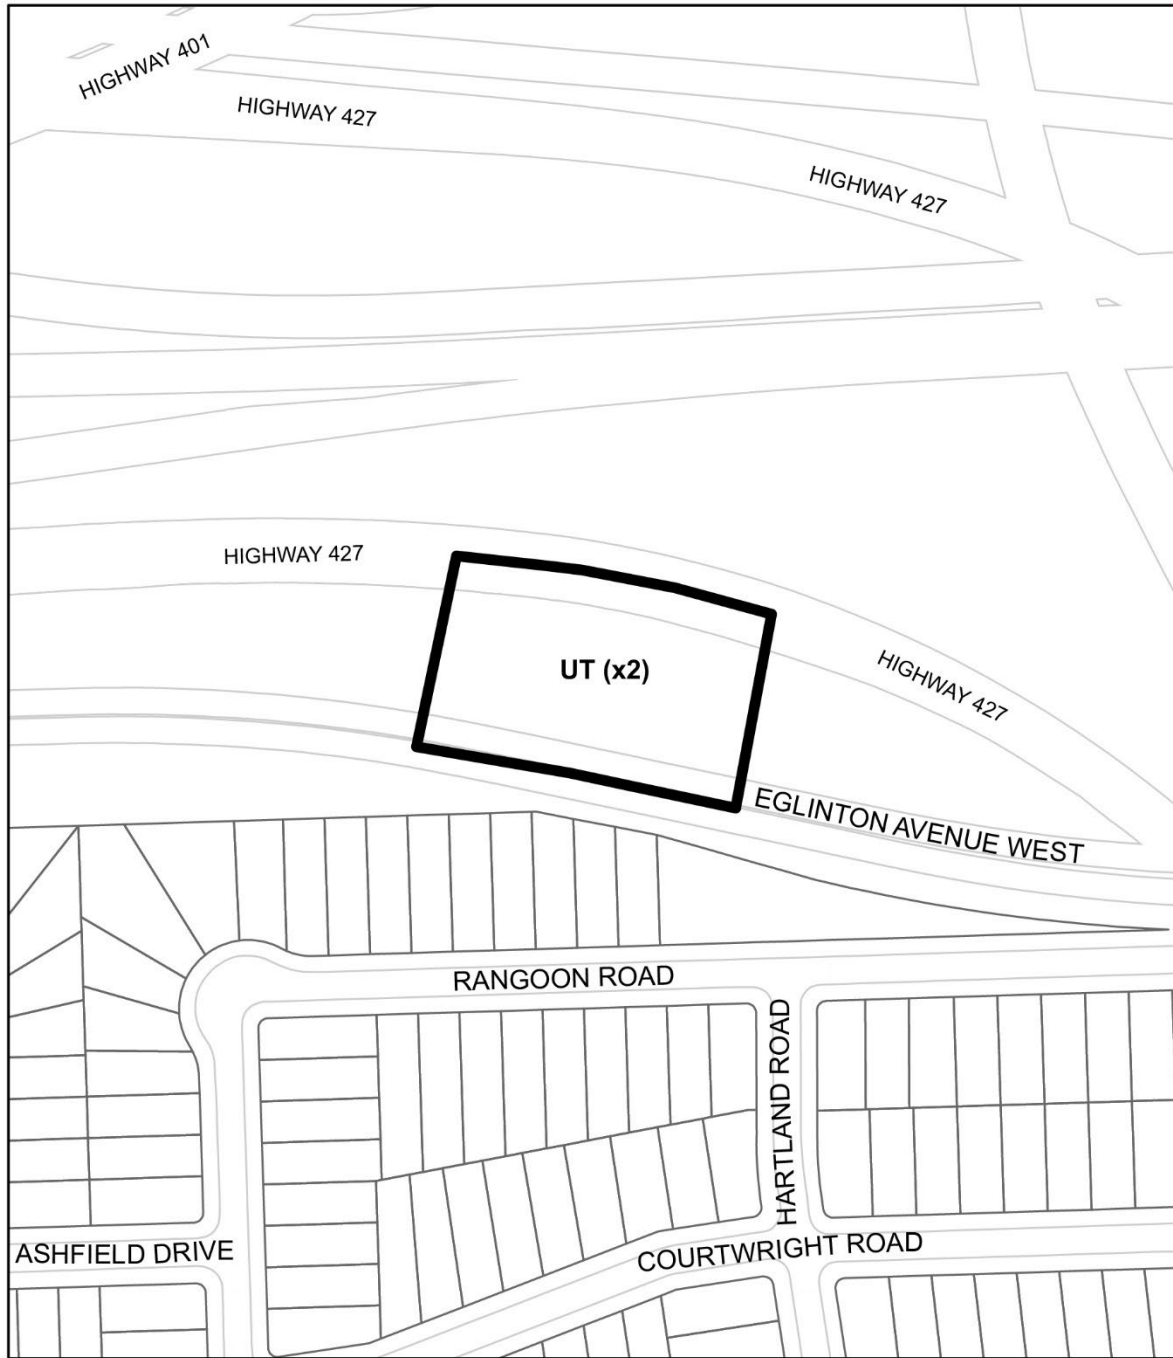 HIGHWAY 401
HIGHWAY 427
HIGHWAY 427
HIGHWAY 427
UT (x2)
HIGHWAY 427
EGLINTON AVENUE WEST
RANGOON ROAD
HARTLAND ROAD
ASHFIELD DRIVE
COURTWRIGHT ROAD